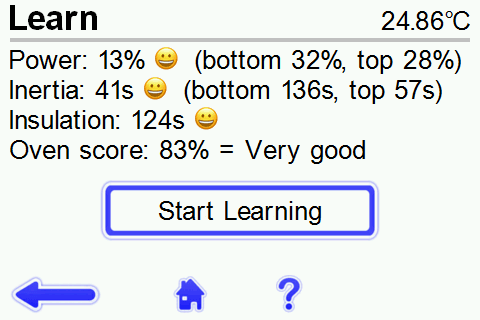 Learn 24.86°C
Power: 13% 😀 (bottom 32%, top 28%)
Inertia: 41s 😀 (bottom 136s, top 57s)
Insulation: 124s 😀
Oven score: 83% = Very good
Start Learning
?